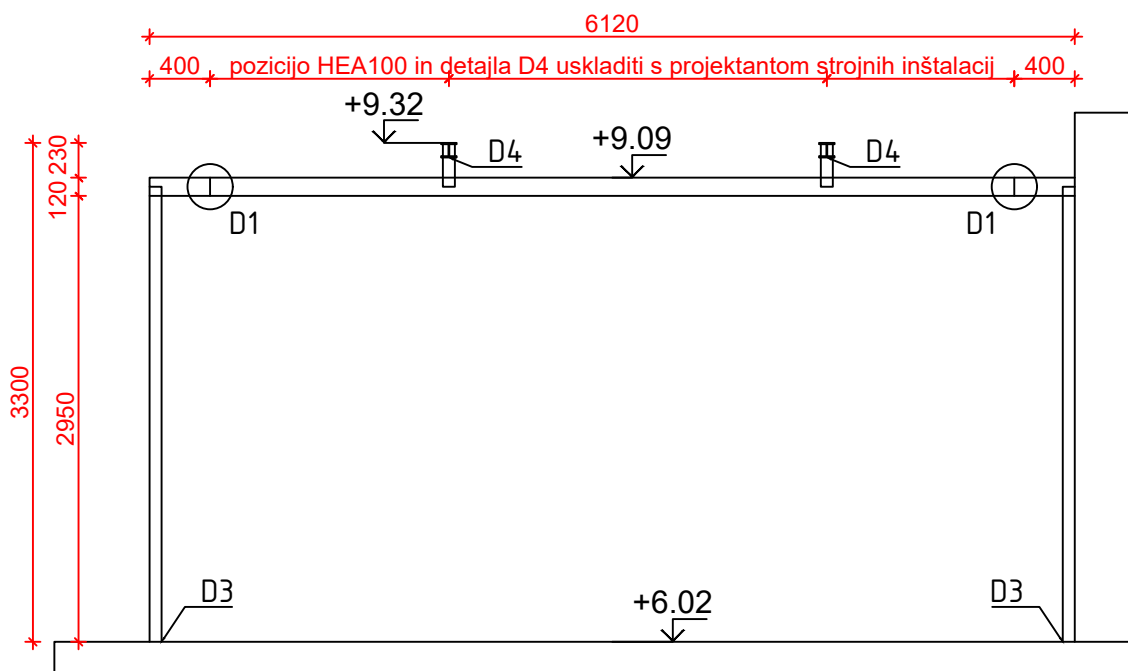 6120
400 pozicijo HEA100 in detajla D4 uskladiti s projektantom strojnih inštalacij 400
+9.32
230
D4
+9.09
D4
120
D1
D1
3300
2950
D3
D3
+6.02